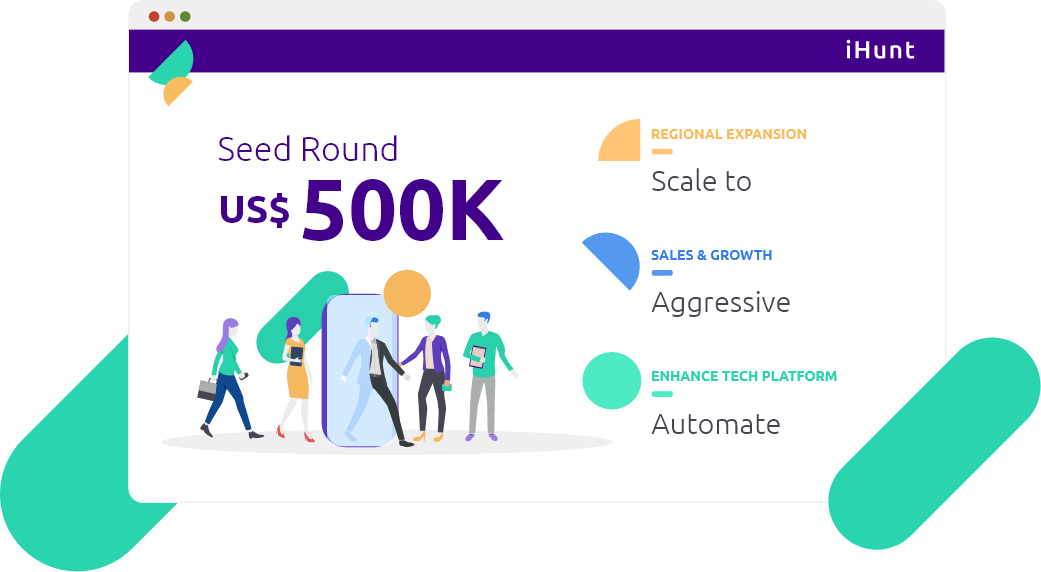 iHunt
Seed Round
US$ 500K
REGIONAL EXPANSION
Scale to
SALES & GROWTH
Aggressive
ENHANCE TECH PLATFORM
Automate